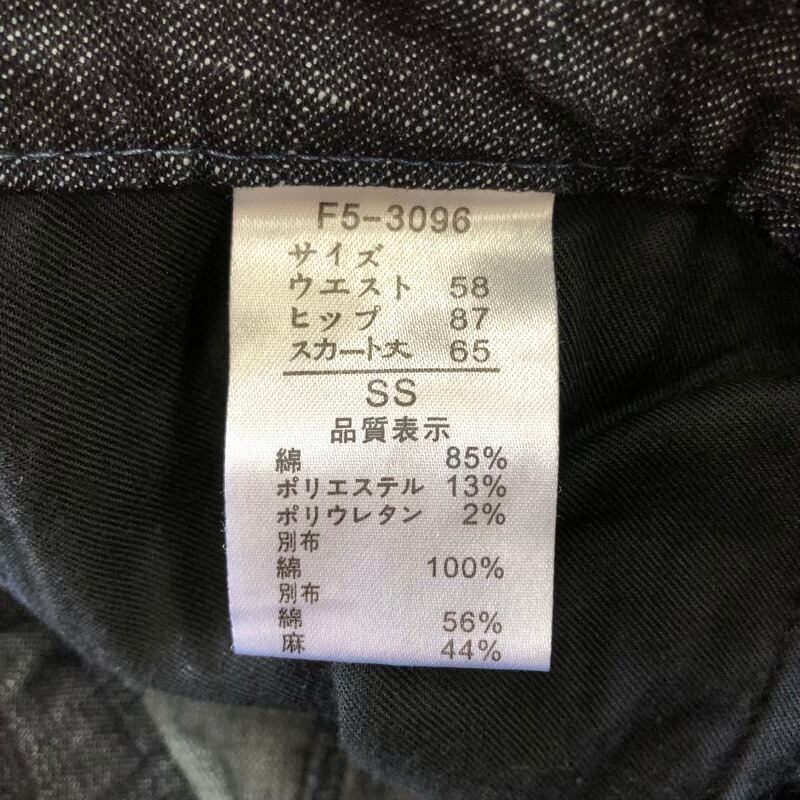 F5-3096
サイズ
ウエスト 58
ヒップ 87
スカート丈 65
SS
品質表示
綿 85%
ポリエステル 13%
ポリウレタン 2%
別布
綿 100%
別布
綿 56%
麻 44%